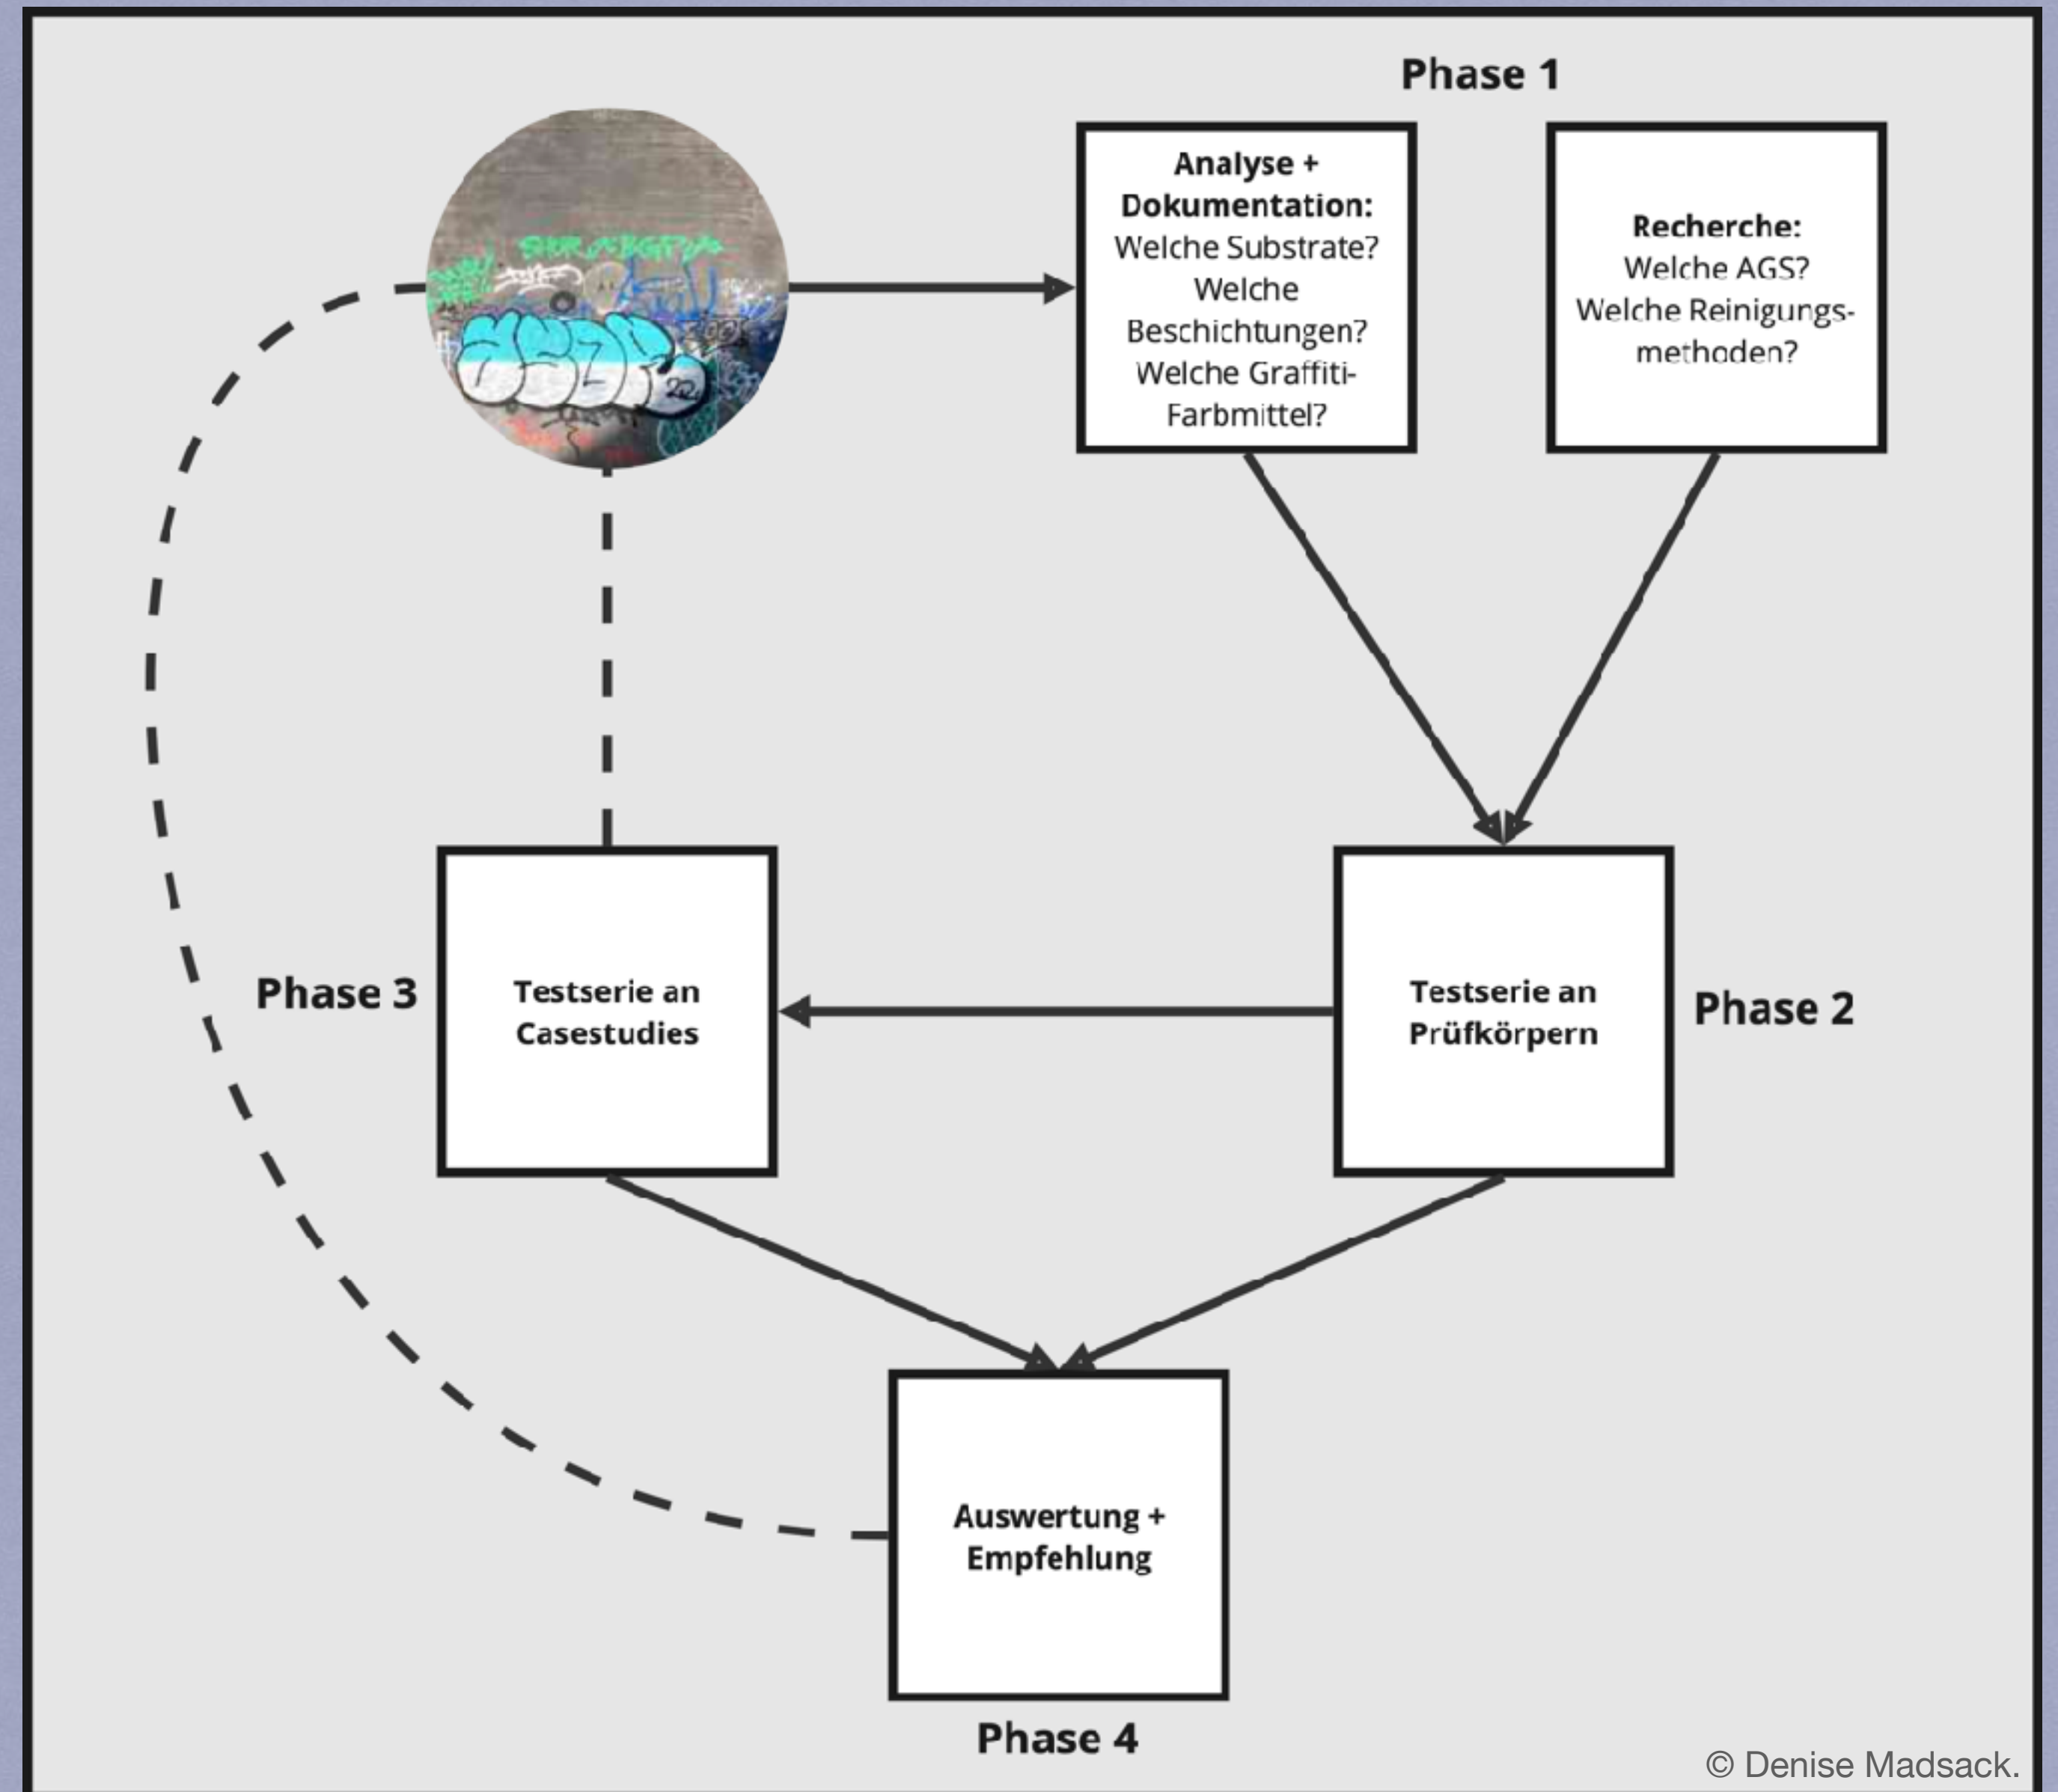 Phase 1
Analyse +
Dokumentation:
Welche Substrate?
Welche
Beschichtungen?
Welche Graffiti-
Farbmittel?
Recherche:
Welche AGS?
Welche Reinigungs-
methoden?
Phase 3
Testserie an
Casestudies
Testserie an
Prüfkörpern
Phase 2
Auswertung +
Empfehlung
Phase 4
© Denise Madsack.